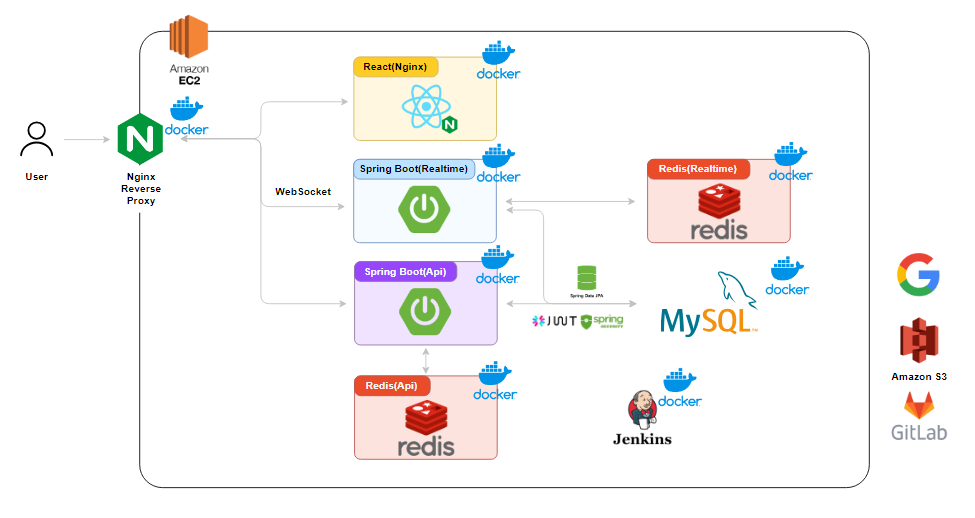 Amazon
EC2
docker
User
Nginx
Reverse
Proxy
React(Nginx)
docker
Spring Boot(Realtime)
docker
WebSocket
Redis(Realtime)
docker
redis
Spring Boot(Api)
docker
Spring Data JPA
JWT
spring
docker
MySQL
Redis(Api)
docker
redis
docker
Jenkins
Amazon S3
GitLab